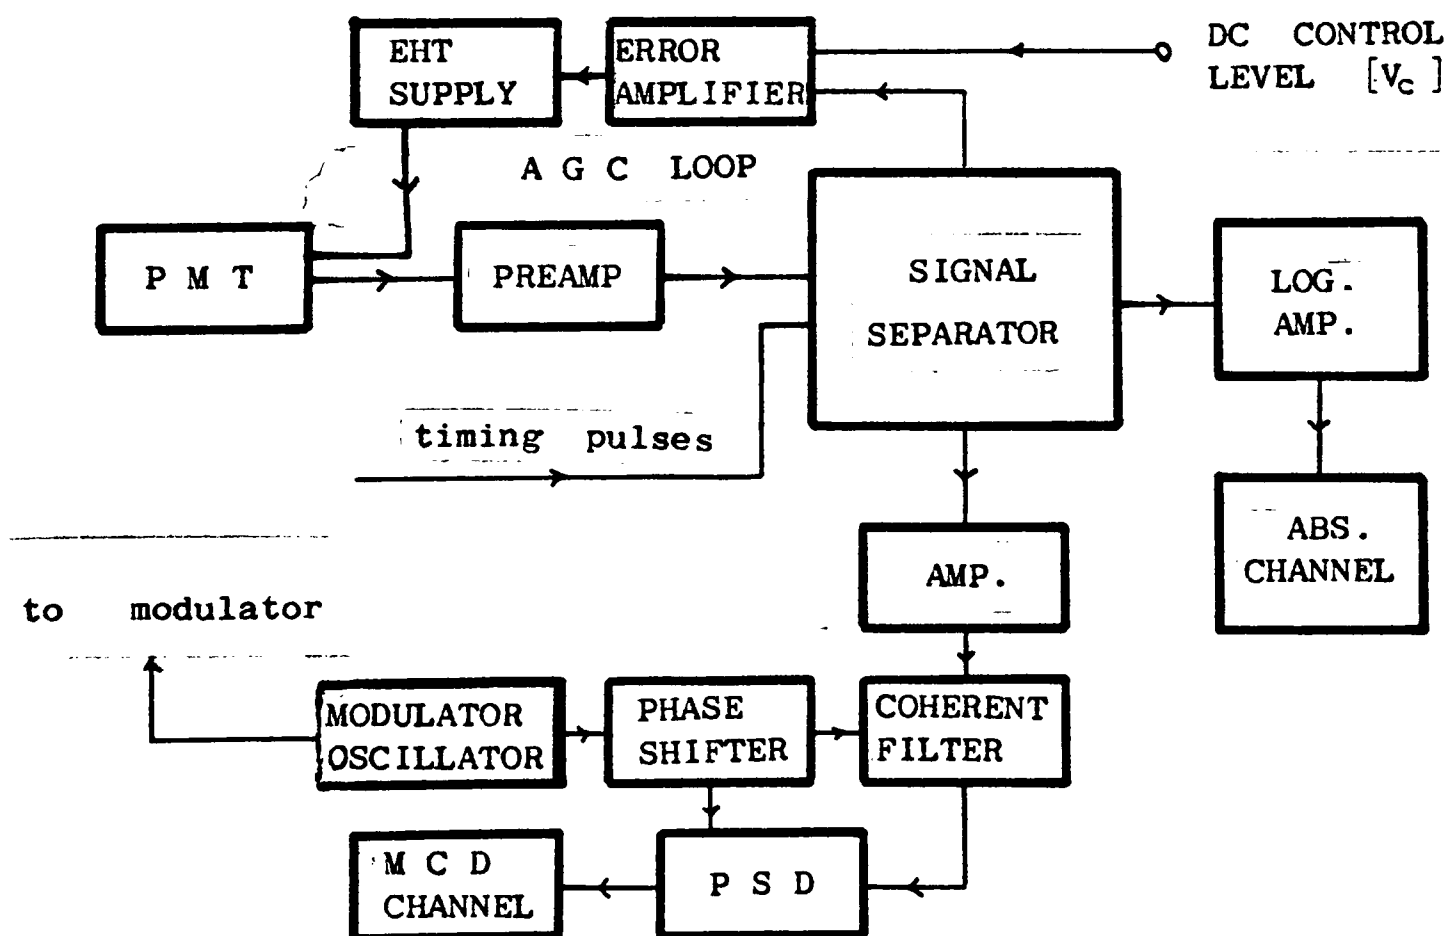 EHT
SUPPLY
ERROR
AMPLIFIER
DC CONTROL
LEVEL [Vc]
A G C LOOP
P M T
PREAMP
SIGNAL
SEPARATOR
LOG.
AMP.
timing pulses
ABS.
CHANNEL
AMP.
to modulator
MODULATOR
OSCILLATOR
PHASE
SHIFTER
COHERENT
FILTER
M C D
CHANNEL
P S D